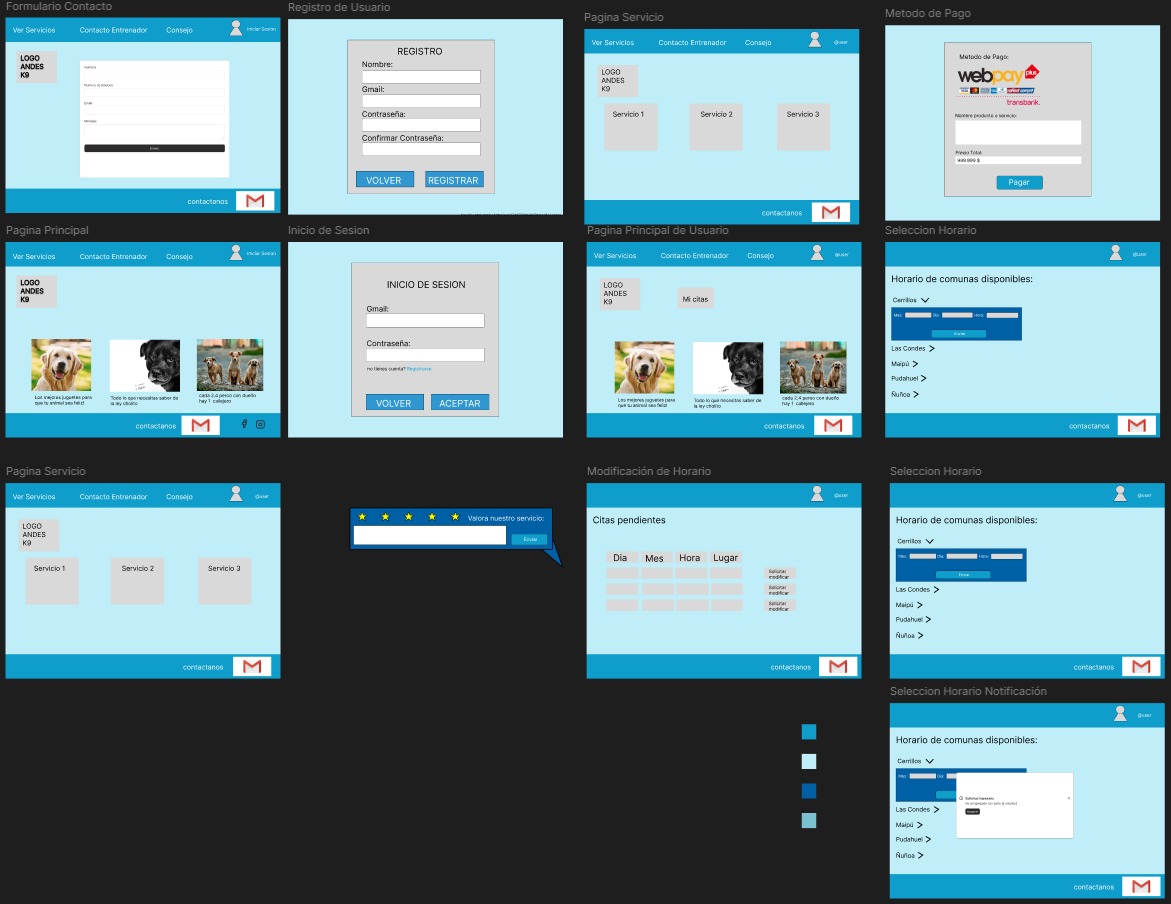 Formulario Contacto
Ver Servicios Contacto Entrenador Consejo Iniciar Sesion
LOGO
ANDES
K9
Nombre
Numero de telefono
Email
Mensaje
Enviar
contactanos
Registro de Usuario
REGISTRO
Nombre:
Gmail:
Contraseña:
Confirmar Contraseña:
VOLVER REGISTRAR
Pagina Servicio
Ver Servicios Contacto Entrenador Consejo @user
LOGO
ANDES
K9
Servicio 1 Servicio 2 Servicio 3
contactanos
Metodo de Pago
Metodo de Pago:
webpay plus
transbank.
Nombre producto o servicio:
Precio Total:
999.999 $
Pagar
Pagina Principal
Ver Servicios Contacto Entrenador Consejo Iniciar Sesion
LOGO
ANDES
K9
Los mejores juguetes para
que tu animal sea feliz!
Todo lo que necesitas saber de
la ley cholito
cada 2,4 perso con dueño
hay 1 callejero
contactanos
Inicio de Sesion
INICIO DE SESION
Gmail:
Contraseña:
no tienes cuenta? Registrarse
VOLVER ACEPTAR
Pagina Principal de Usuario
Ver Servicios Contacto Entrenador Consejo @user
LOGO
ANDES
K9
Mi citas
Los mejores juguetes para
que tu animal sea feliz!
Todo lo que necesitas saber de
la ley cholito
cada 2,4 perso con dueño
hay 1 callejero
contactanos
Seleccion Horario
@user
Horario de comunas disponibles:
Cerrillos
Mes: Dia: Hora:
Enviar
Las Condes
Maipú
Pudahuel
Ñuñoa
contactanos
Pagina Servicio
Ver Servicios Contacto Entrenador Consejo @user
LOGO
ANDES
K9
Servicio 1 Servicio 2 Servicio 3
contactanos
Valora nuestro servicio:
Enviar
Modificación de Horario
@user
Citas pendientes
Dia Mes Hora Lugar
Solicitar
modificar
Solicitar
modificar
Solicitar
modificar
contactanos
Seleccion Horario
@user
Horario de comunas disponibles:
Cerrillos
Mes: Dia: Hora:
Enviar
Las Condes
Maipú
Pudahuel
Ñuñoa
contactanos
Seleccion Horario Notificación
@user
Horario de comunas disponibles:
Cerrillos
Mes: Dia:
Las Condes
Maipú
Pudahuel
Ñuñoa
contactanos